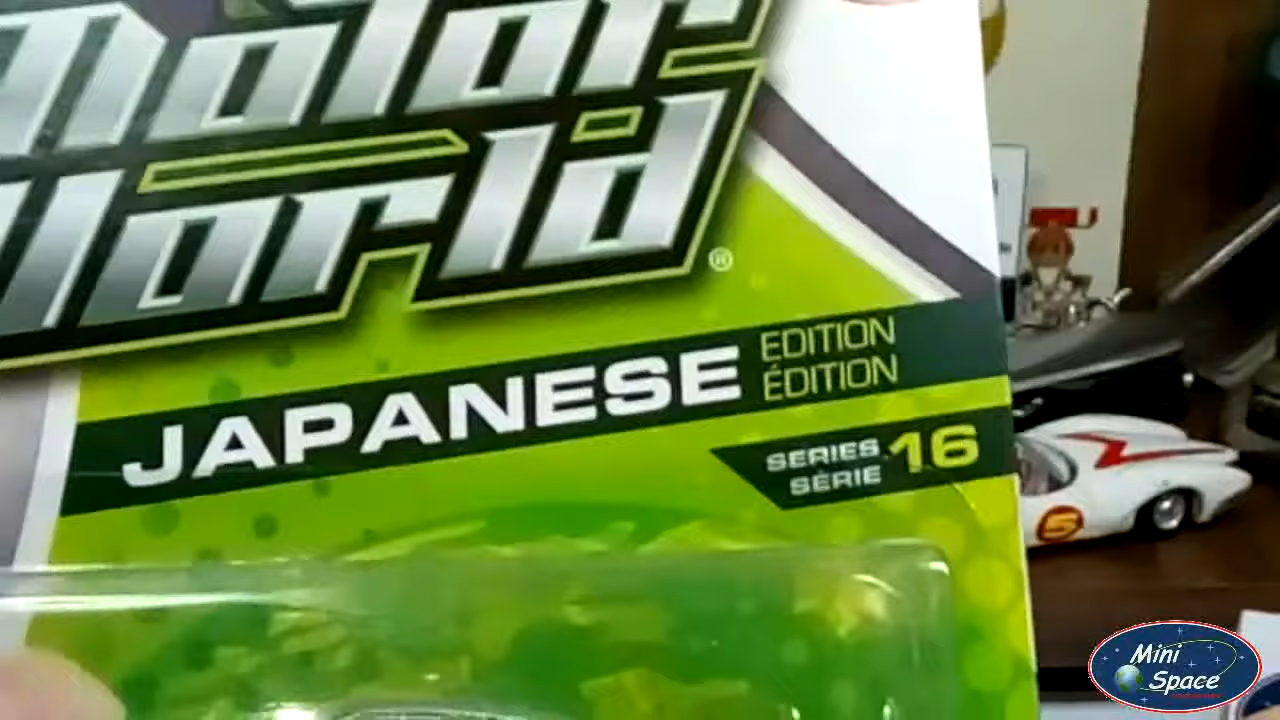 Motor
World®
JAPANESE
EDITION
ÉDITION
SERIES
SÉRIE
16
5
Mini
Space